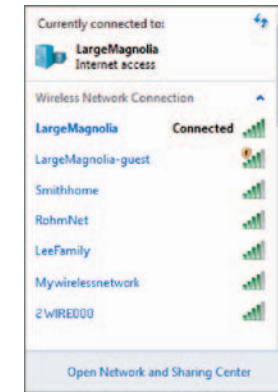 Currently connected to:
LargeMagnolia
Internet access
Wireless Network Connection
LargeMagnolia Connected
LargeMagnolia-guest
Smithhome
RohmNet
LeeFamily
Mywirelessnetwork
2WIRE000
Open Network and Sharing Center